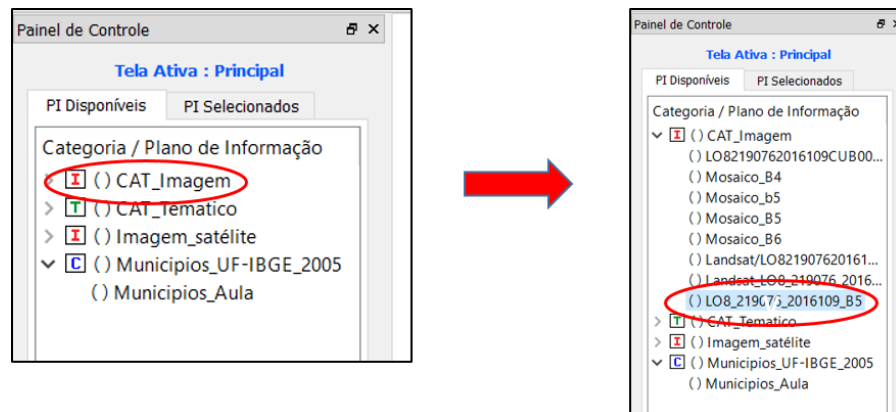 Painel de Controle
Tela Ativa : Principal
PI Disponíveis PI Selecionados
Categoria / Plano de Informação
I () CAT_Imagem
T () CAT_Tematico
I () Imagem_satélite
C () Municipios_UF-IBGE_2005
() Municipios_Aula
Painel de Controle
Tela Ativa : Principal
PI Disponíveis PI Selecionados
Categoria / Plano de Informação
I () CAT_Imagem
() LO82190762016109CUB00...
() Mosaico_B4
() Mosaico_b5
() Mosaico_B5
() Mosaico_B6
() Landsat/LO821907620161...
() Landsat_LO8_219076_2016...
() LO8_219076_2016109_B5
T () CAT_Tematico
I () Imagem_satélite
C () Municipios_UF-IBGE_2005
() Municipios_Aula